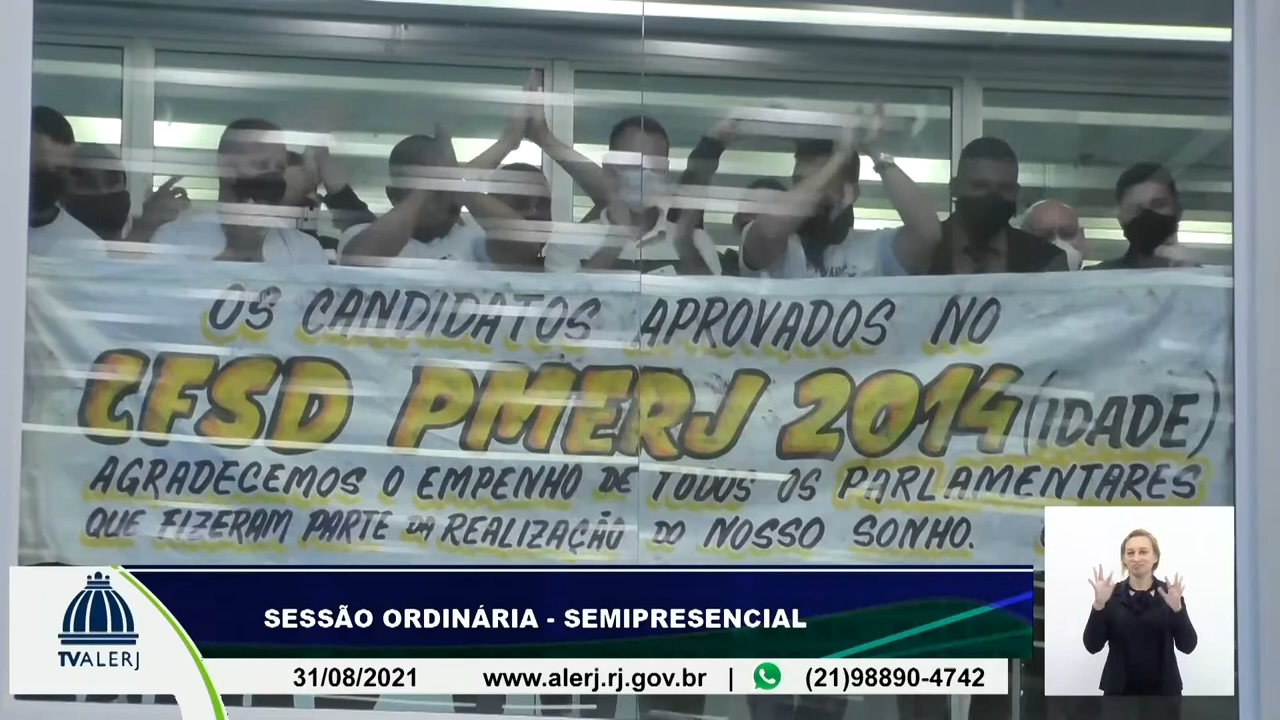 OS CANDIDATOS APROVADOS NO
CFSD PMERJ 2014 (IDADE)
AGRADECEMOS O EMPENHO DE TODOS OS PARLAMENTARES
QUE FIZERAM PARTE DA REALIZAÇÃO DO NOSSO SONHO.
SESSÃO ORDINÁRIA - SEMIPRESENCIAL
TVALERJ
31/08/2021 www.alerj.rj.gov.br | (21)98890-4742